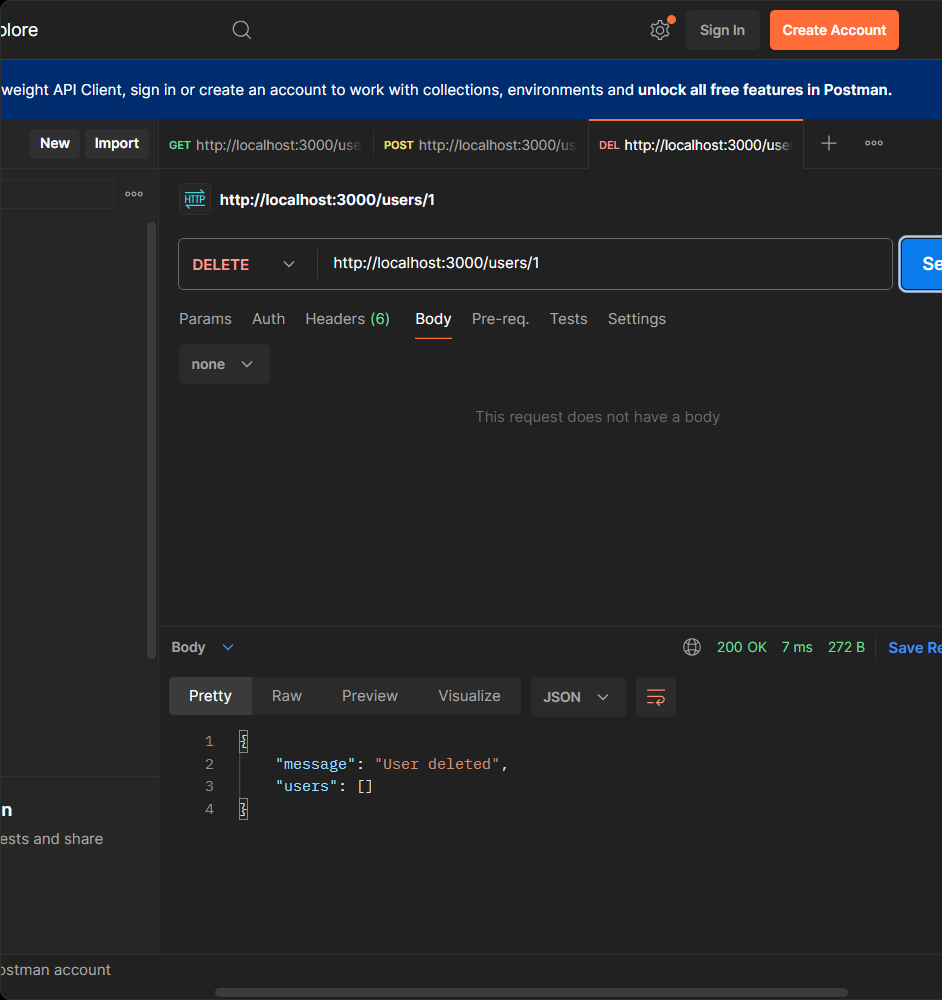 plore
Sign In
Create Account
weight API Client, sign in or create an account to work with collections, environments and unlock all free features in Postman.
New
Import
GET http://localhost:3000/use
POST http://localhost:3000/us
DEL http://localhost:3000/use
HTTP http://localhost:3000/users/1
DELETE
http://localhost:3000/users/1
Se
Params
Auth
Headers (6)
Body
Pre-req.
Tests
Settings
none
This request does not have a body
Body
200 OK
7 ms
272 B
Save Re
Pretty
Raw
Preview
Visualize
JSON
1 {
2 "message": "User deleted",
3 "users": []
4 }
n
ests and share
ostman account